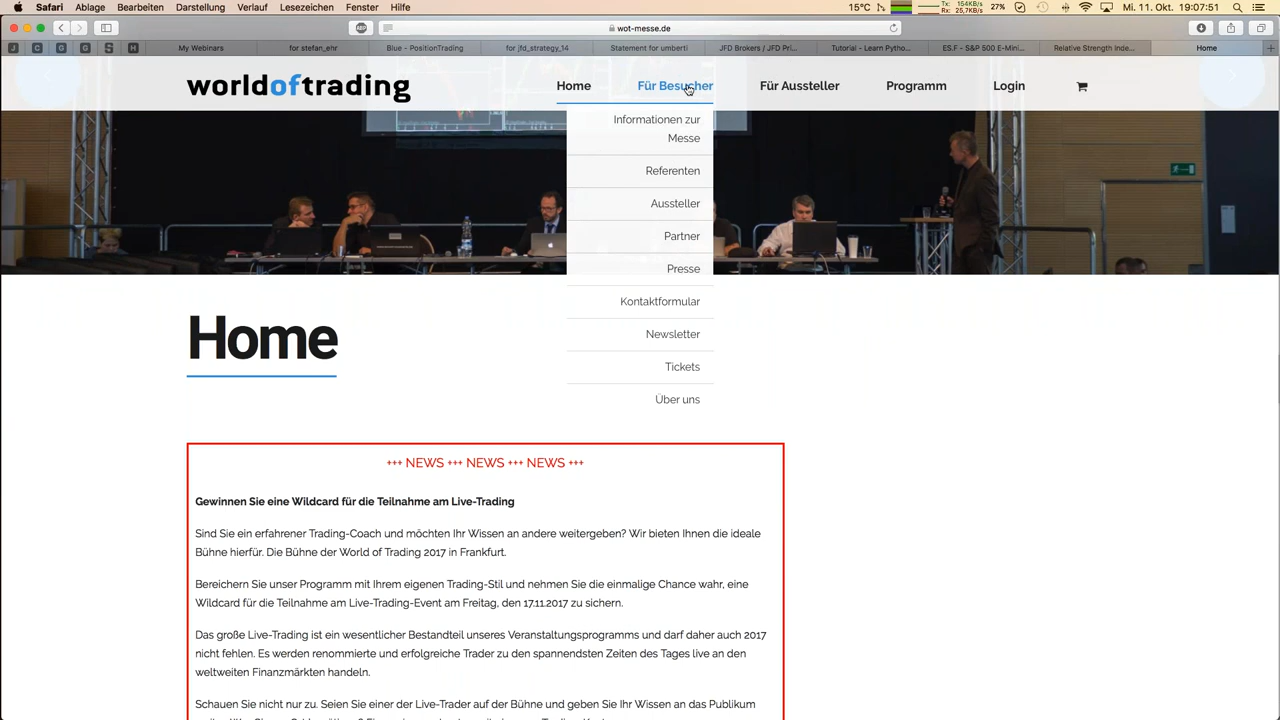 Safari Ablage Bearbeiten Darstellung Verlauf Lesezeichen Fenster Hilfe 15°C Tx: 154KB/s Rx: 25,7KB/s 27% Mi. 11. Okt. 19:07:51
ABP wot-messe.de
J C G G S H My Webinars for stefan_ehr Blue - PositionTrading for jfd_strategy_14 Statement for umberti JFD Brokers / JFD Pri... Tutorial - Learn Pytho... ES.F - S&P 500 E-Mini... Relative Strength Inde... Home
worldoftrading Home Für Besucher Für Aussteller Programm Login
Informationen zur
Messe
Referenten
Aussteller
Partner
Presse
Kontaktformular
Newsletter
Tickets
Über uns
Home
+++ NEWS +++ NEWS +++ NEWS +++
Gewinnen Sie eine Wildcard für die Teilnahme am Live-Trading
Sind Sie ein erfahrener Trading-Coach und möchten Ihr Wissen an andere weitergeben? Wir bieten Ihnen die ideale
Bühne hierfür. Die Bühne der World of Trading 2017 in Frankfurt.
Bereichern Sie unser Programm mit Ihrem eigenen Trading-Stil und nehmen Sie die einmalige Chance wahr, eine
Wildcard für die Teilnahme am Live-Trading-Event am Freitag, den 17.11.2017 zu sichern.
Das große Live-Trading ist ein wesentlicher Bestandteil unseres Veranstaltungsprogramms und darf daher auch 2017
nicht fehlen. Es werden renommierte und erfolgreiche Trader zu den spannendsten Zeiten des Tages live an den
weltweiten Finanzmärkten handeln.
Schauen Sie nicht nur zu. Seien Sie einer der Live-Trader auf der Bühne und geben Sie Ihr Wissen an das Publikum